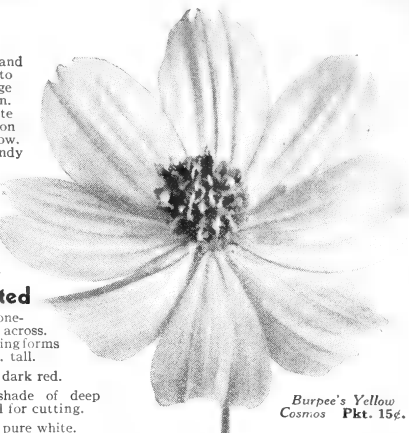 and
to
ge
n.
te
on
ow.
ndy
ted
one-
across.
ing forms
. tall.
dark red.
shade of deep
l for cutting.
pure white.
Burpee's Yellow
Cosmos Pkt. 15¢.